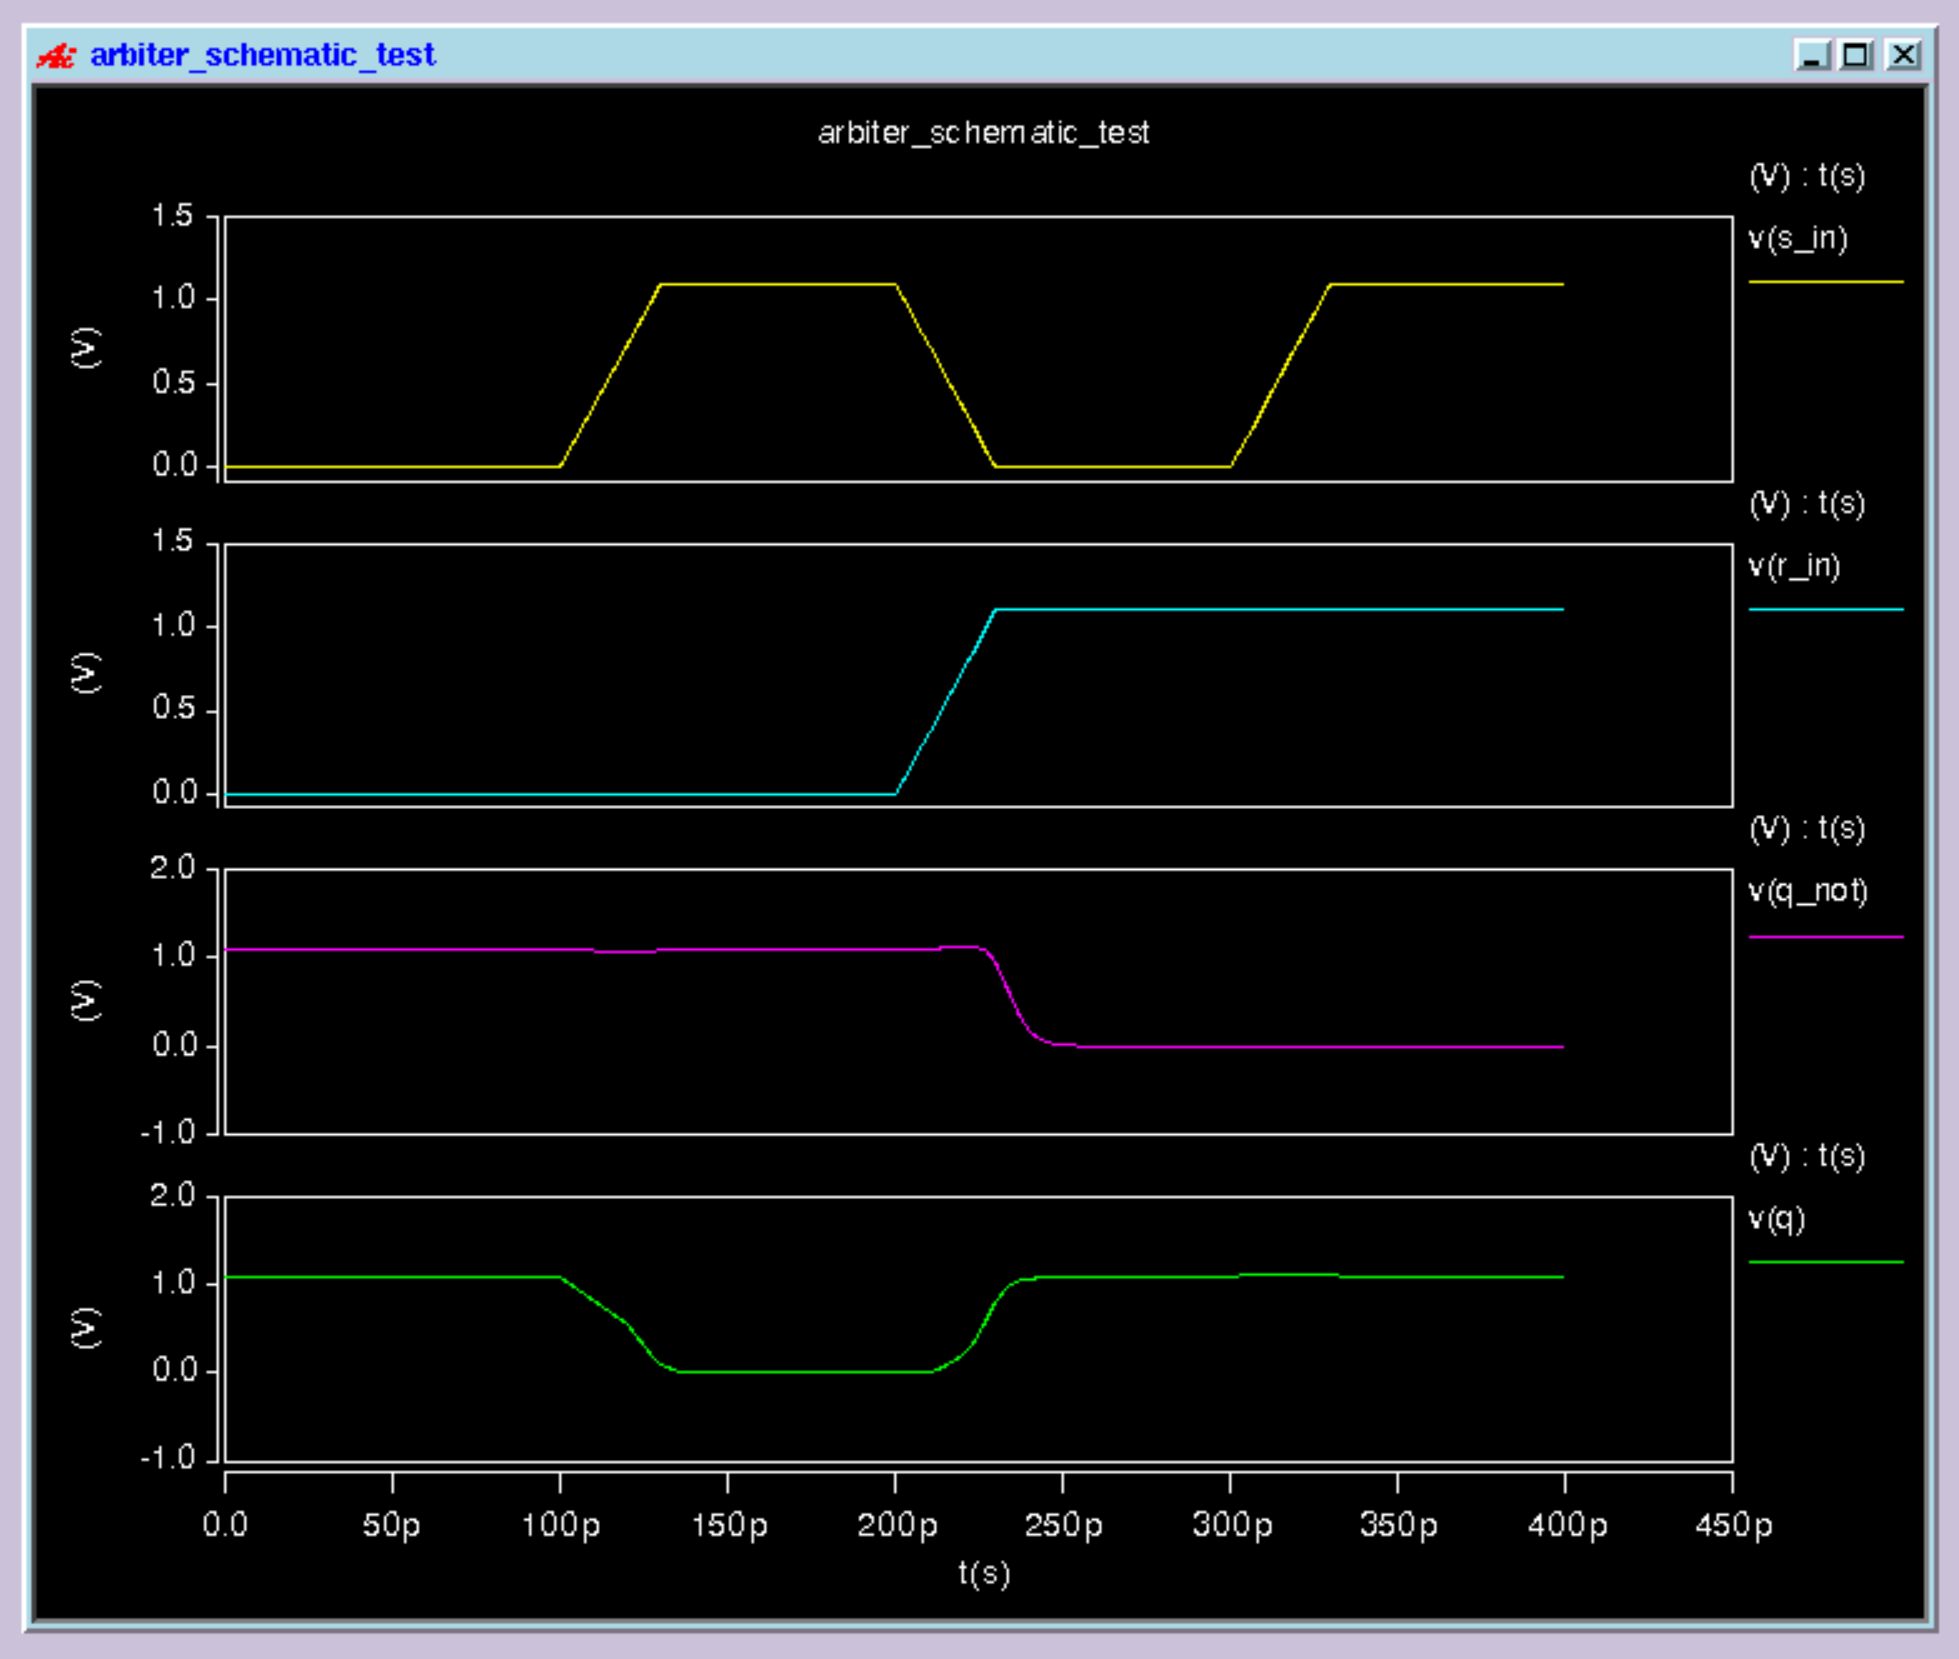 arbiter_schematic_test
arbiter_schematic_test
(V) : t(s)
v(s_in)
1.5
1.0
0.5
0.0
(V)
(V) : t(s)
v(r_in)
1.5
1.0
0.5
0.0
(V)
(V) : t(s)
v(q_not)
2.0
1.0
0.0
-1.0
(V)
(V) : t(s)
v(q)
2.0
1.0
0.0
-1.0
(V)
0.0 50p 100p 150p 200p 250p 300p 350p 400p 450p
t(s)